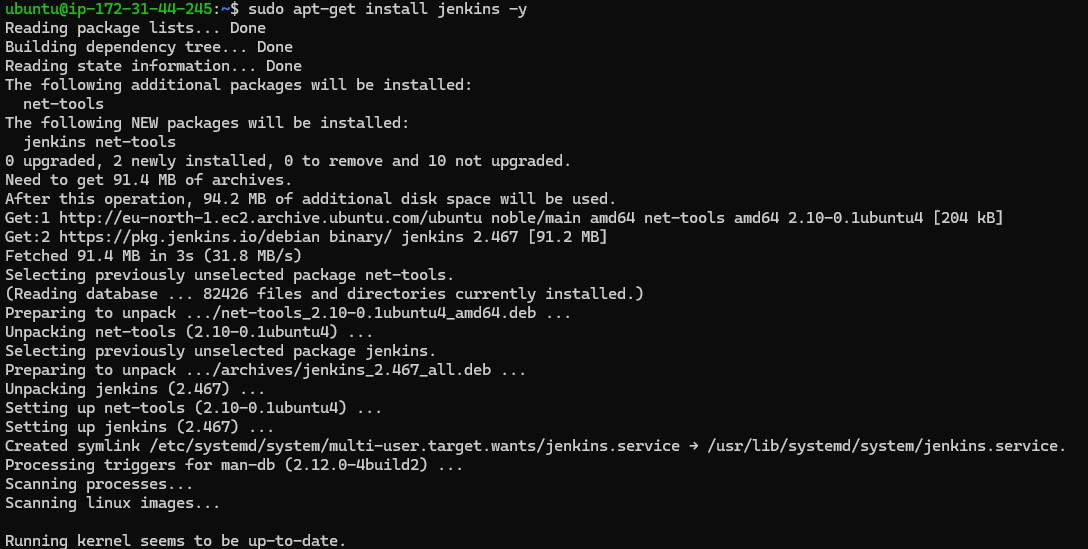 ubuntu@ip-172-31-44-245:~$ sudo apt-get install jenkins -y
Reading package lists... Done
Building dependency tree... Done
Reading state information... Done
The following additional packages will be installed:
  net-tools
The following NEW packages will be installed:
  jenkins net-tools
0 upgraded, 2 newly installed, 0 to remove and 10 not upgraded.
Need to get 91.4 MB of archives.
After this operation, 94.2 MB of additional disk space will be used.
Get:1 http://eu-north-1.ec2.archive.ubuntu.com/ubuntu noble/main amd64 net-tools amd64 2.10-0.1ubuntu4 [204 kB]
Get:2 https://pkg.jenkins.io/debian binary/ jenkins 2.467 [91.2 MB]
Fetched 91.4 MB in 3s (31.8 MB/s)
Selecting previously unselected package net-tools.
(Reading database ... 82426 files and directories currently installed.)
Preparing to unpack .../net-tools_2.10-0.1ubuntu4_amd64.deb ...
Unpacking net-tools (2.10-0.1ubuntu4) ...
Selecting previously unselected package jenkins.
Preparing to unpack .../archives/jenkins_2.467_all.deb ...
Unpacking jenkins (2.467) ...
Setting up net-tools (2.10-0.1ubuntu4) ...
Setting up jenkins (2.467) ...
Created symlink /etc/systemd/system/multi-user.target.wants/jenkins.service → /usr/lib/systemd/system/jenkins.service.
Processing triggers for man-db (2.12.0-4build2) ...
Scanning processes...
Scanning linux images...

Running kernel seems to be up-to-date.